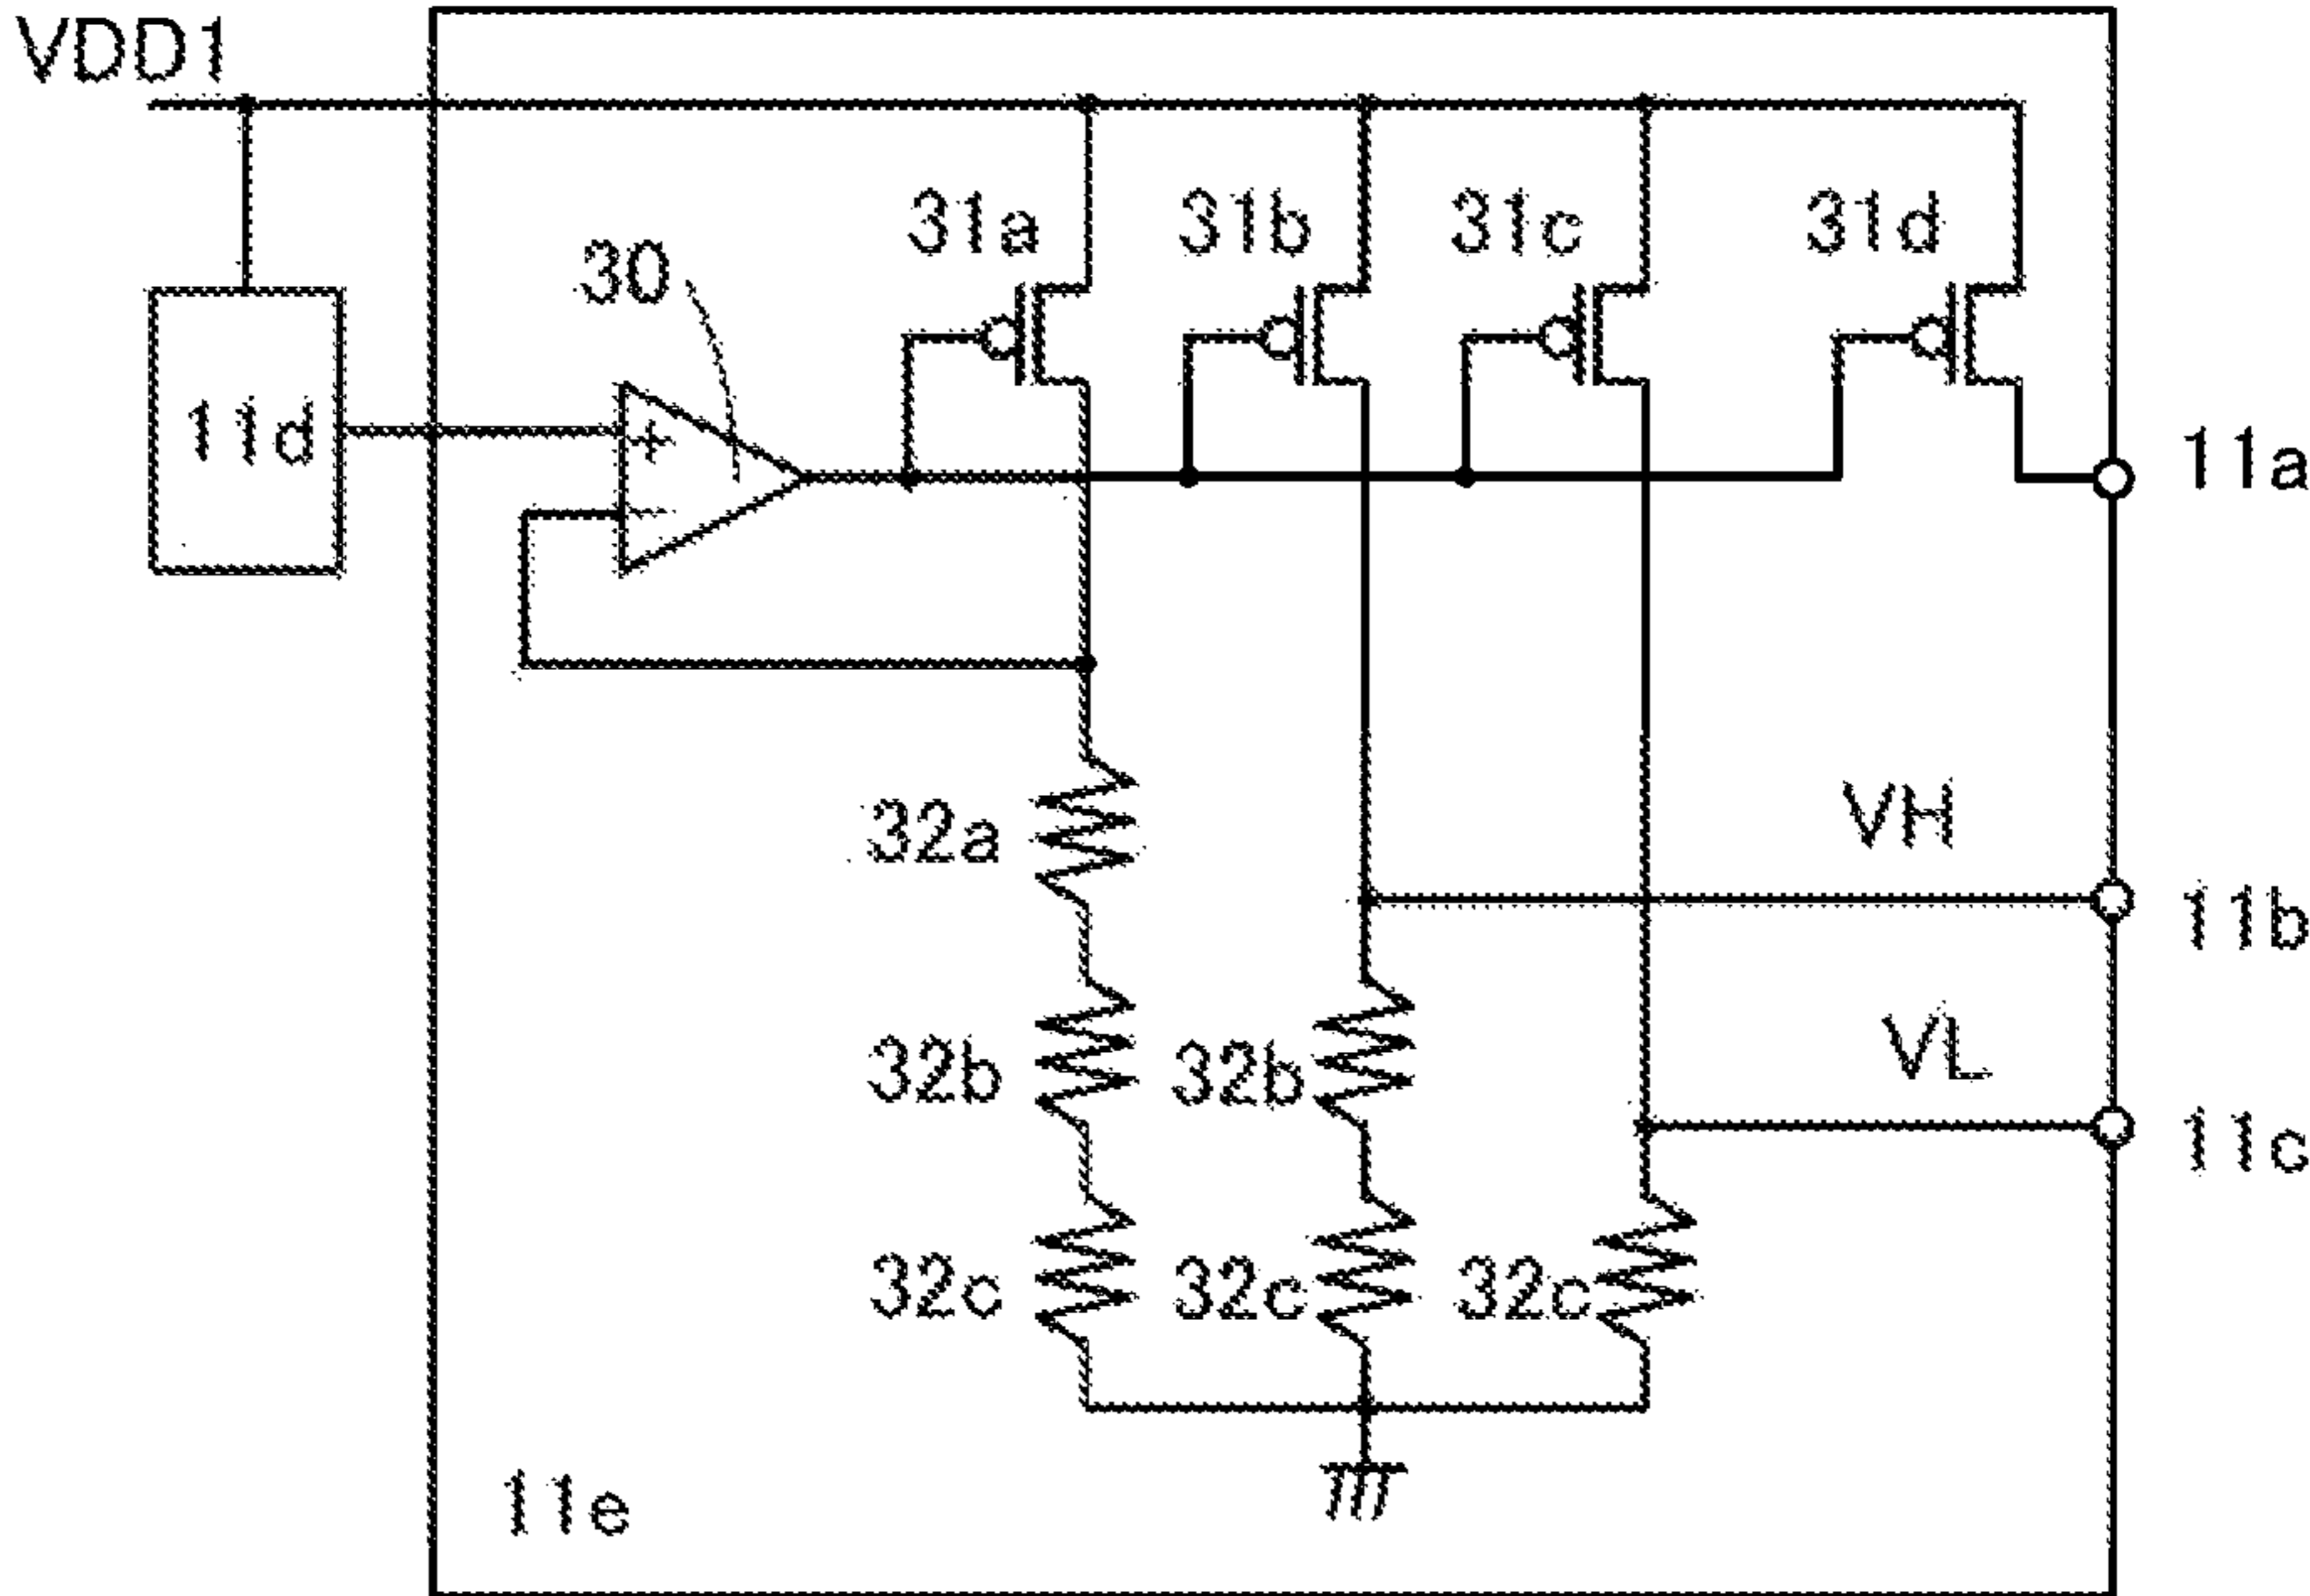 VDD1
31a 31b 31c 31d
30
11d
+
11a
−
VH
32a
11b
VL
32b 32b
11c
32c 32c 32c
11e